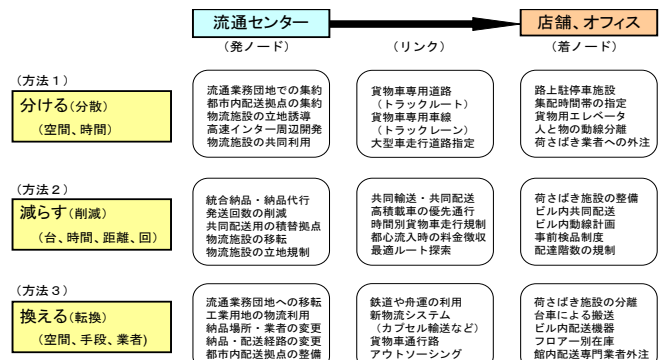 流通センター
店舗、オフィス
（発ノード）
（リンク）
（着ノード）
（方法１）
分ける(分散)
（空間、時間）
流通業務団地での集約
都市内配送拠点の集約
物流施設の立地誘導
高速インター周辺開発
物流施設の共同利用
貨物車専用道路
（トラックルート）
貨物車専用車線
（トラックレーン）
大型車走行道路指定
路上駐停車施設
集配時間帯の指定
貨物用エレベータ
人と物の動線分離
荷さばき業者への外注
（方法２）
減らす(削減)
（台、時間、距離、回）
統合納品・納品代行
発送回数の削減
共同配送用の積替拠点
物流施設の移転
物流施設の立地規制
共同輸送・共同配送
高積載車の優先通行
時間別貨物車走行規制
都心流入時の料金徴収
最適ルート探索
荷さばき施設の整備
ビル内共同配送
ビル内動線計画
事前検品制度
配達階数の規制
（方法３）
換える(転換)
（空間、手段、業者)
流通業務団地への移転
工業用地の物流利用
納品場所・業者の変更
納品・配送経路の変更
都市内配送拠点の整備
鉄道や舟運の利用
新物流システム
（カプセル輸送など）
貨物車通行路
アウトソーシング
荷さばき施設の分離
台車による搬送
ビル内配送機器
フロアー別在庫
館内配送専門業者外注